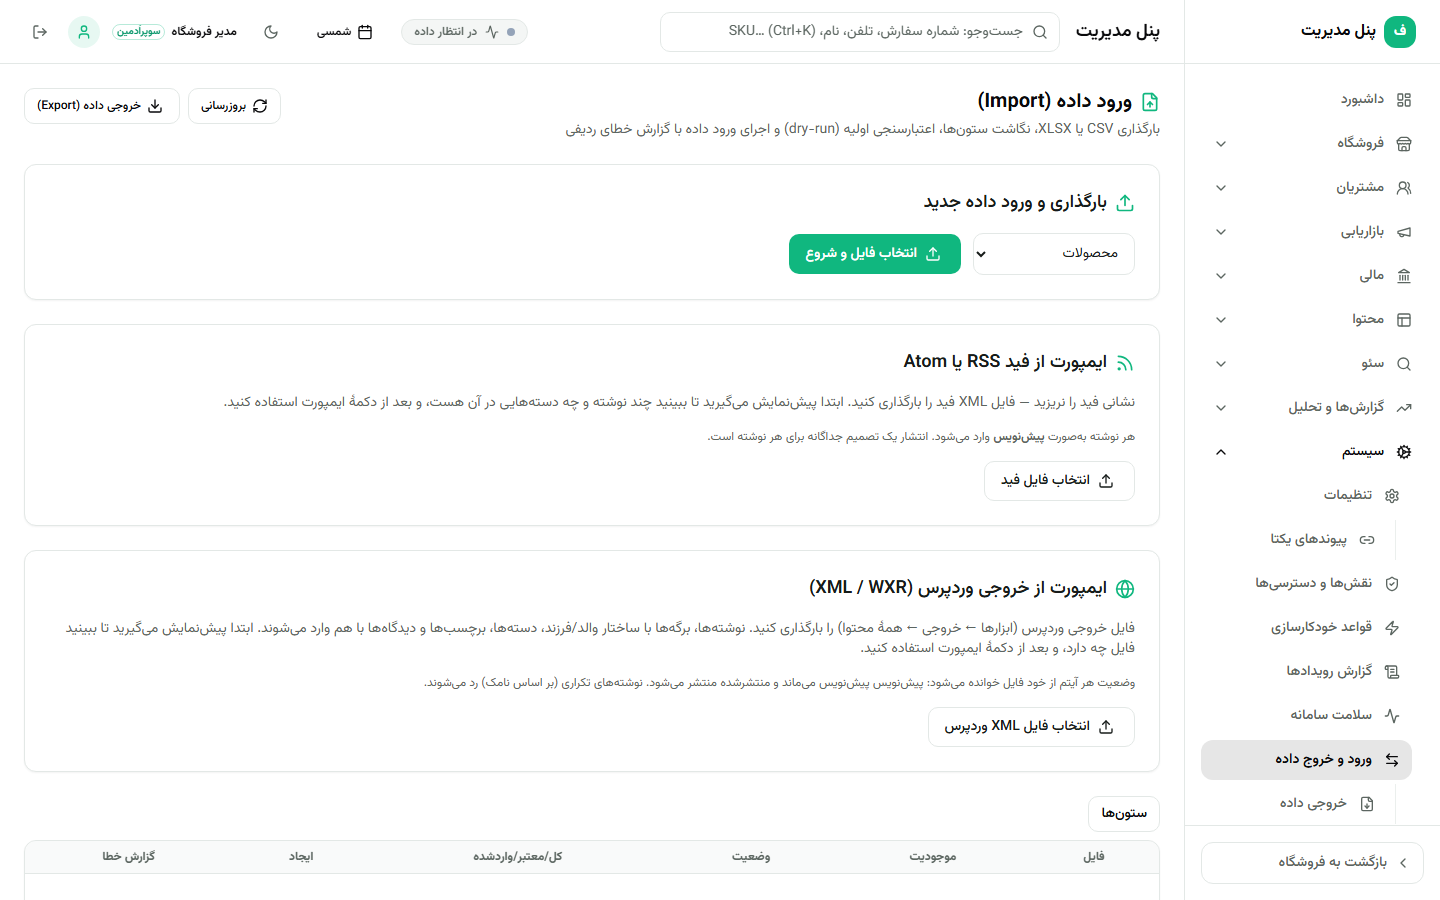 ف
پنل مدیریت
پنل مدیریت
جست‌وجو: شماره سفارش، تلفن، نام، SKU... (Ctrl+K)
در انتظار داده
شمسی
مدیر فروشگاه
سوپرادمین
داشبورد
فروشگاه
مشتریان
بازاریابی
مالی
محتوا
سئو
گزارش‌ها و تحلیل
سیستم
تنظیمات
پیوندهای یکتا
نقش‌ها و دسترسی‌ها
قواعد خودکارسازی
گزارش رویدادها
سلامت سامانه
ورود و خروج داده
خروجی داده
بازگشت به فروشگاه
ورود داده (Import)
بارگذاری CSV یا XLSX، نگاشت ستون‌ها، اعتبارسنجی اولیه (dry-run) و اجرای ورود داده با گزارش خطای ردیفی
بروزرسانی
خروجی داده (Export)
بارگذاری و ورود داده جدید
محصولات
انتخاب فایل و شروع
ایمپورت از فید RSS یا Atom
نشانی فید را نریزید — فایل XML فید را بارگذاری کنید. ابتدا پیش‌نمایش می‌گیرید تا ببینید چند نوشته و چه دسته‌هایی در آن هست، و بعد از دکمهٔ ایمپورت استفاده کنید.
هر نوشته به‌صورت پیش‌نویس وارد می‌شود. انتشار یک تصمیم جداگانه برای هر نوشته است.
انتخاب فایل فید
ایمپورت از خروجی وردپرس (XML / WXR)
فایل خروجی وردپرس (ابزارها ← خروجی ← همهٔ محتوا) را بارگذاری کنید. نوشته‌ها، برگه‌ها با ساختار والد/فرزند، دسته‌ها، برچسب‌ها و دیدگاه‌ها با هم وارد می‌شوند. ابتدا پیش‌نمایش می‌گیرید تا ببینید
فایل چه دارد، و بعد از دکمهٔ ایمپورت استفاده کنید.
وضعیت هر آیتم از خود فایل خوانده می‌شود: پیش‌نویس پیش‌نویس می‌ماند و منتشرشده منتشر می‌شود. نوشته‌های تکراری (بر اساس نامک) رد می‌شوند.
انتخاب فایل XML وردپرس
ستون‌ها
فایل
موجودیت
وضعیت
کل/معتبر/واردشده
ایجاد
گزارش خطا